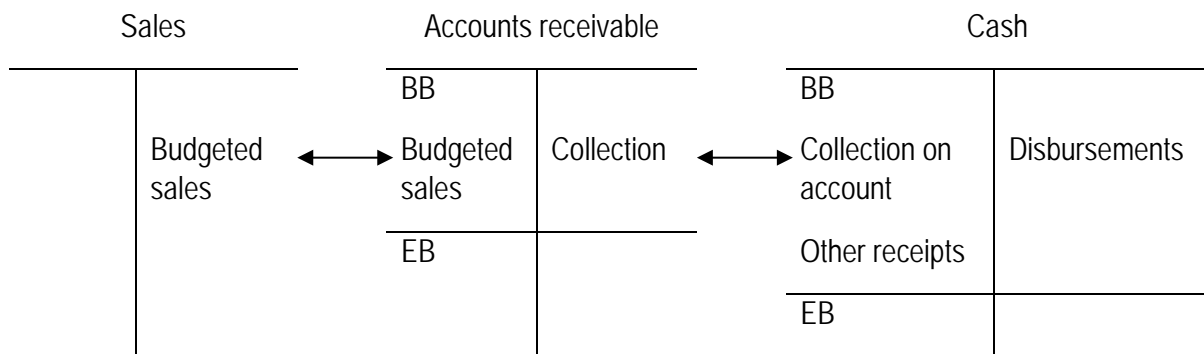 Sales
Accounts receivable
Cash
BB
BB
Budgeted
sales
Budgeted
sales
Collection
Collection on
account
Disbursements
Other receipts
EB
EB